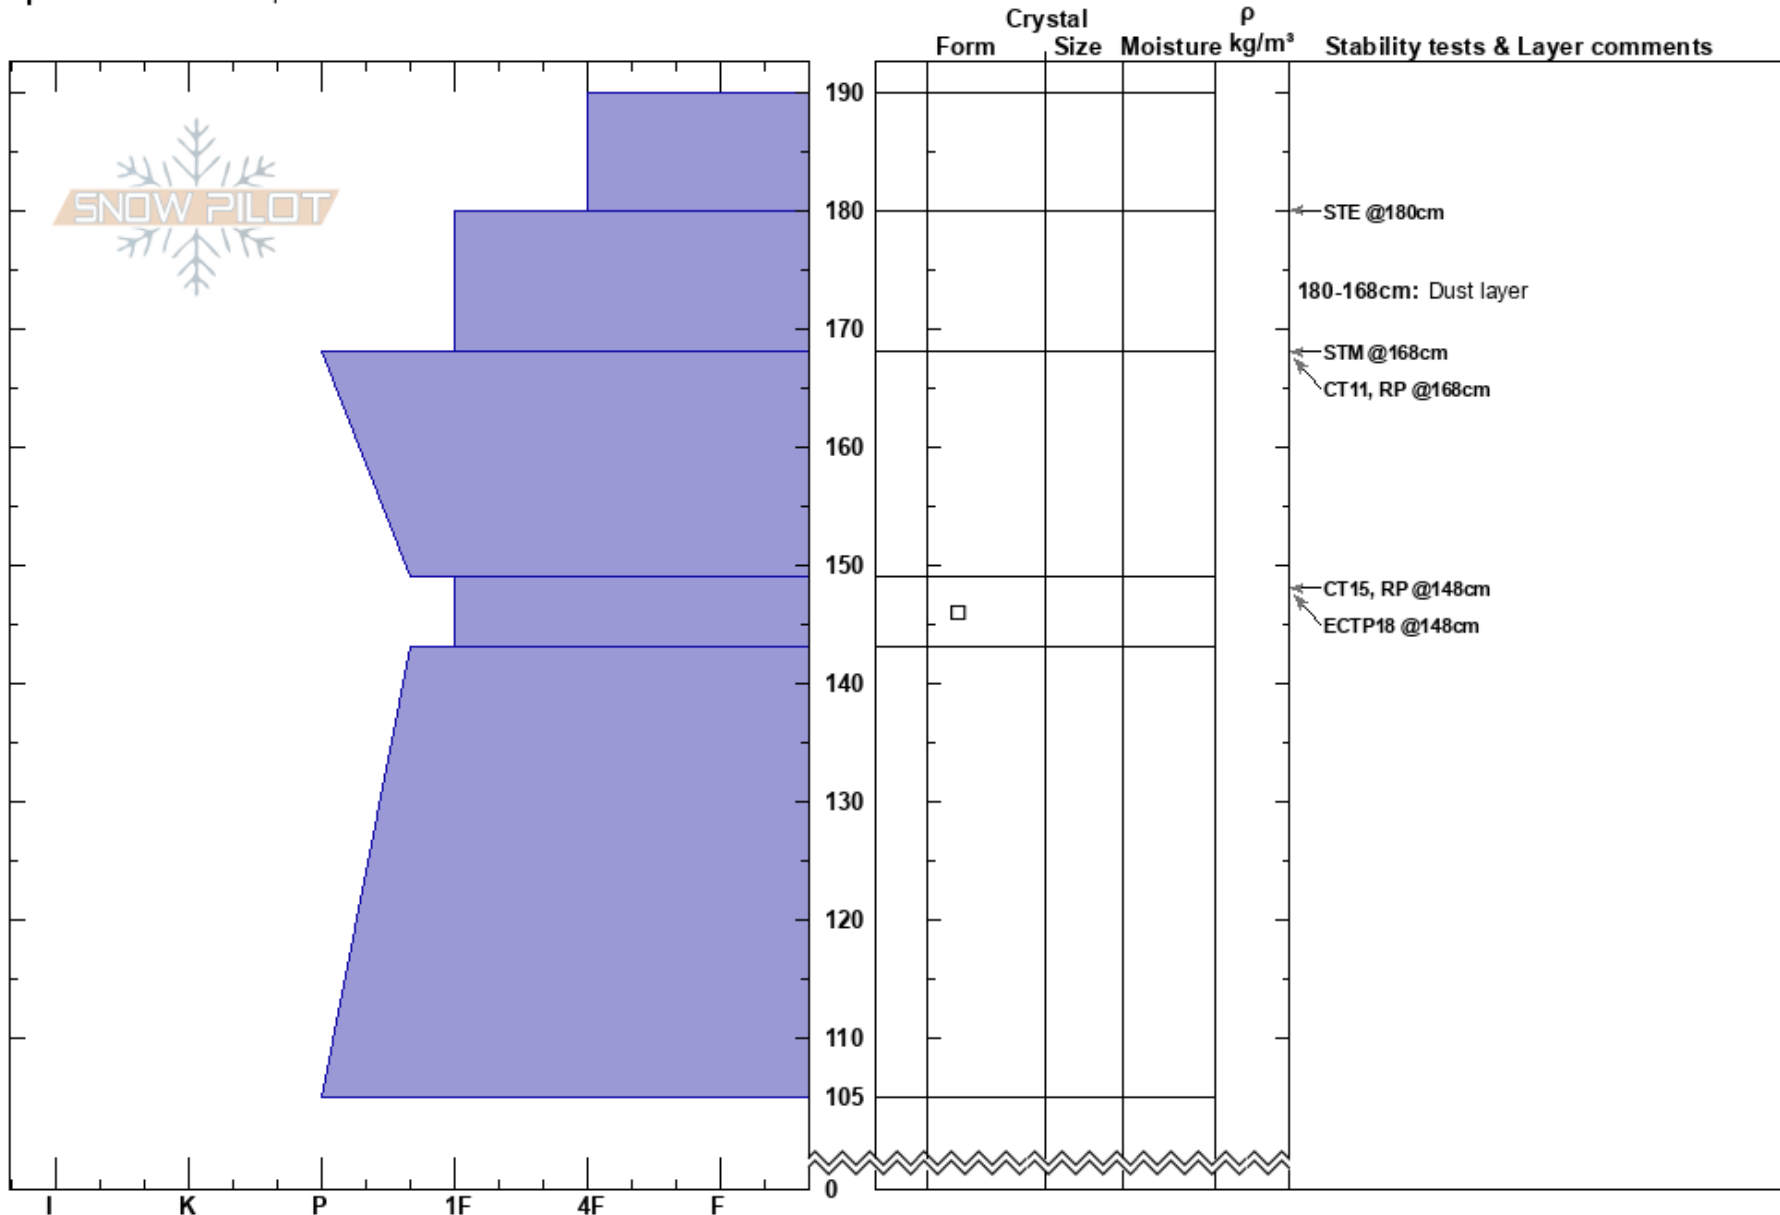 Crystal
ρ
Form Size Moisture kg/m³ Stability tests & Layer comments
190
SNOW PILOT
180
STE @180cm
180-168cm: Dust layer
170
STM @168cm
CT11, RP @168cm
160
150
CT15, RP @148cm
ECTP18 @148cm
140
130
120
110
105
0
I K P 1F 4F F